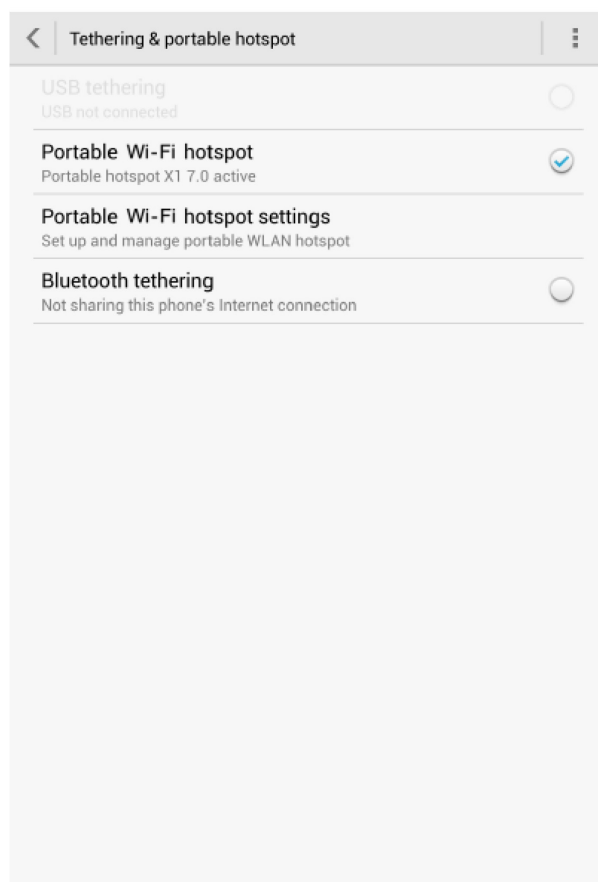 Tethering & portable hotspot
USB tethering
USB not connected
Portable Wi-Fi hotspot
Portable hotspot X1 7.0 active
Portable Wi-Fi hotspot settings
Set up and manage portable WLAN hotspot
Bluetooth tethering
Not sharing this phone's Internet connection